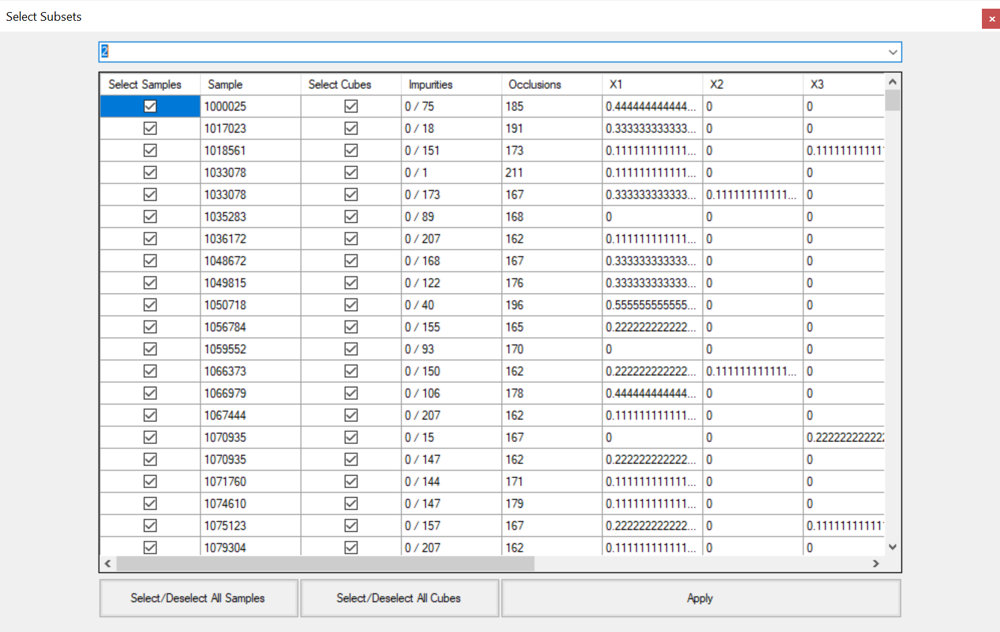 Select Subsets
2
Select Samples Sample Select Cubes Impurities Occlusions X1 X2 X3
1000025 0 / 75 185 0.444444444444... 0 0
1017023 0 / 18 191 0.333333333333... 0 0
1018561 0 / 151 173 0.111111111111... 0 0.111111111111
1033078 0 / 1 211 0.111111111111... 0 0
1033078 0 / 173 167 0.333333333333... 0.111111111111... 0
1035283 0 / 89 168 0 0 0
1036172 0 / 207 162 0.111111111111... 0 0
1048672 0 / 168 167 0.333333333333... 0 0
1049815 0 / 122 176 0.333333333333... 0 0
1050718 0 / 40 196 0.555555555555... 0 0
1056784 0 / 155 165 0.222222222222... 0 0
1059552 0 / 93 170 0 0 0
1066373 0 / 150 162 0.222222222222... 0.111111111111... 0
1066979 0 / 106 178 0.444444444444... 0 0
1067444 0 / 207 162 0.111111111111... 0 0
1070935 0 / 15 167 0 0 0.222222222222
1070935 0 / 147 162 0.222222222222... 0 0
1071760 0 / 144 171 0.111111111111... 0 0
1074610 0 / 147 179 0.111111111111... 0 0
1075123 0 / 157 167 0.222222222222... 0 0.111111111111
1079304 0 / 207 162 0.111111111111... 0 0
Select/Deselect All Samples Select/Deselect All Cubes Apply